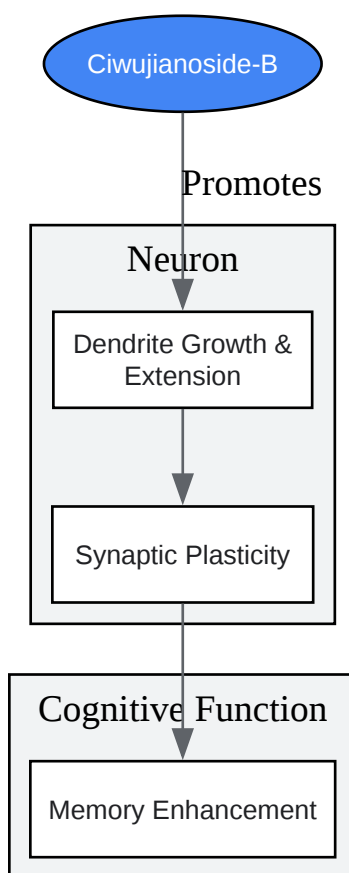 Ciwujianoside-B
Promotes
Neuron
Dendrite Growth &
Extension
Synaptic Plasticity
Cognitive Function
Memory Enhancement